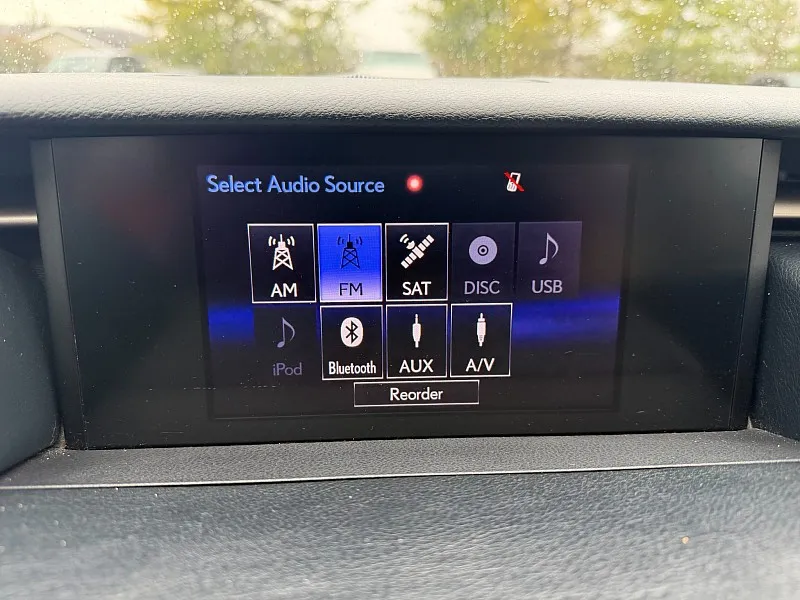 Select Audio Source
AM FM SAT DISC USB
iPod Bluetooth AUX A/V
Reorder